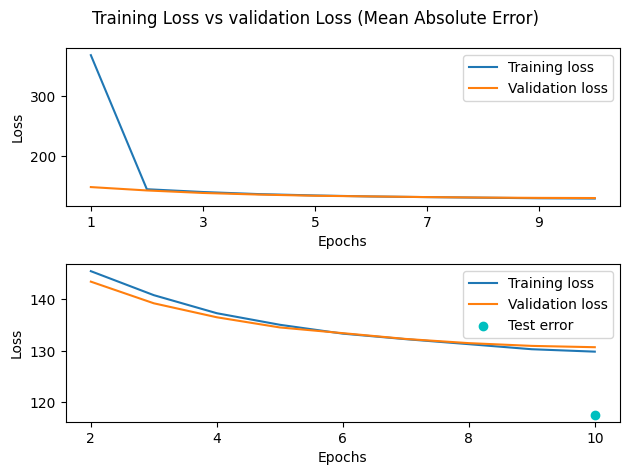 Training Loss vs validation Loss (Mean Absolute Error)
Training loss
Validation loss
300
200
Loss
1 3 5 7 9
Epochs
Training loss
Validation loss
Test error
140
130
120
Loss
2 4 6 8 10
Epochs